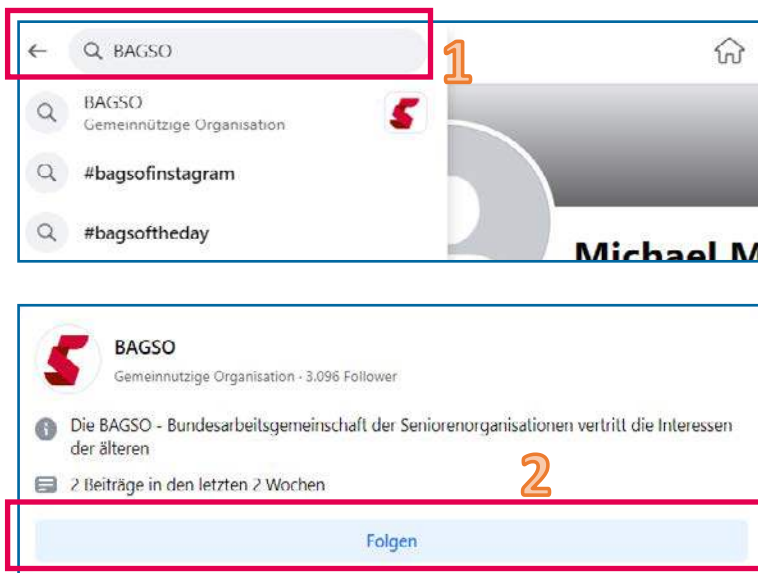 BAGSO
1
BAGSO
Gemeinnützige Organisation
#bagsofinstagram
#bagsoftheday
Michael M
BAGSO
Gemeinnutzige Organisation · 3.096 Follower
Die BAGSO - Bundesarbeitsgemeinschaft der Seniorenorganisationen vertritt die Interessen
der älteren
2 Beiträge in den letzten 2 Wochen
2
Folgen